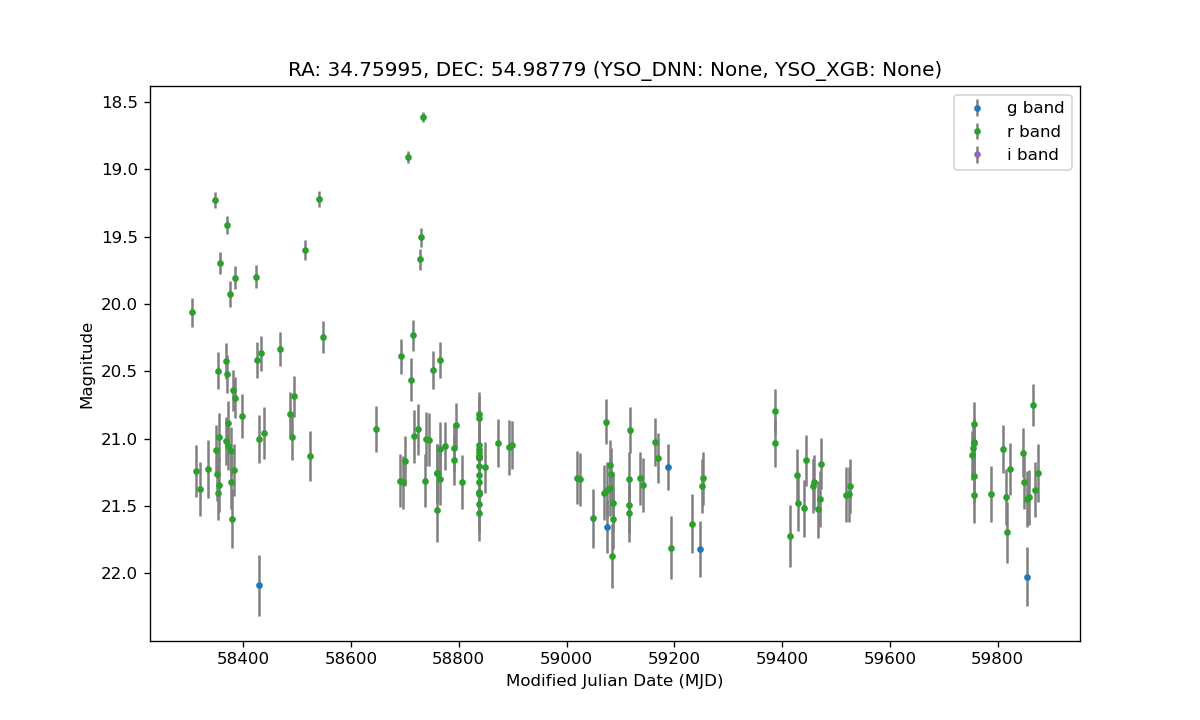 RA: 34.75995, DEC: 54.98779 (YSO_DNN: None, YSO_XGB: None)
g band
r band
i band
18.5
19.0
19.5
20.0
20.5
21.0
21.5
22.0
Magnitude
58400 58600 58800 59000 59200 59400 59600 59800
Modified Julian Date (MJD)